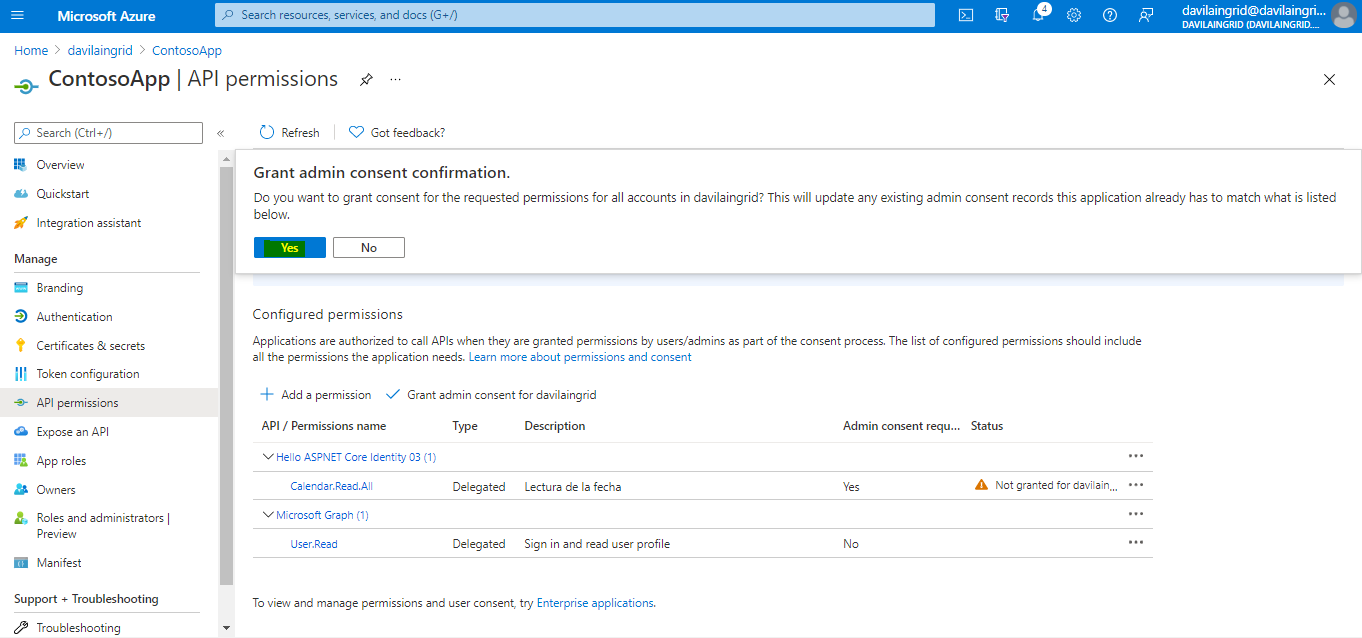 Microsoft Azure
Search resources, services, and docs (G+/)
4
davilaingrid@davilaingri...
DAVILAINGRID (DAVILAINGRID....
Home > davilaingrid > ContosoApp
ContosoApp | API permissions
...
Search (Ctrl+/)
«
Refresh
Got feedback?
Overview
Quickstart
Integration assistant
Manage
Branding
Authentication
Certificates & secrets
Token configuration
API permissions
Expose an API
App roles
Owners
Roles and administrators |
Preview
Manifest
Support + Troubleshooting
Troubleshooting
Grant admin consent confirmation.
Do you want to grant consent for the requested permissions for all accounts in davilaingrid? This will update any existing admin consent records this application already has to match what is listed
below.
Yes
No
Configured permissions
Applications are authorized to call APIs when they are granted permissions by users/admins as part of the consent process. The list of configured permissions should include
all the permissions the application needs. Learn more about permissions and consent
Add a permission
Grant admin consent for davilaingrid
API / Permissions name Type Description Admin consent requ... Status
Hello ASPNET Core Identity 03 (1)
Calendar.Read.All Delegated Lectura de la fecha Yes Not granted for davilain...
Microsoft Graph (1)
User.Read Delegated Sign in and read user profile No
To view and manage permissions and user consent, try Enterprise applications.